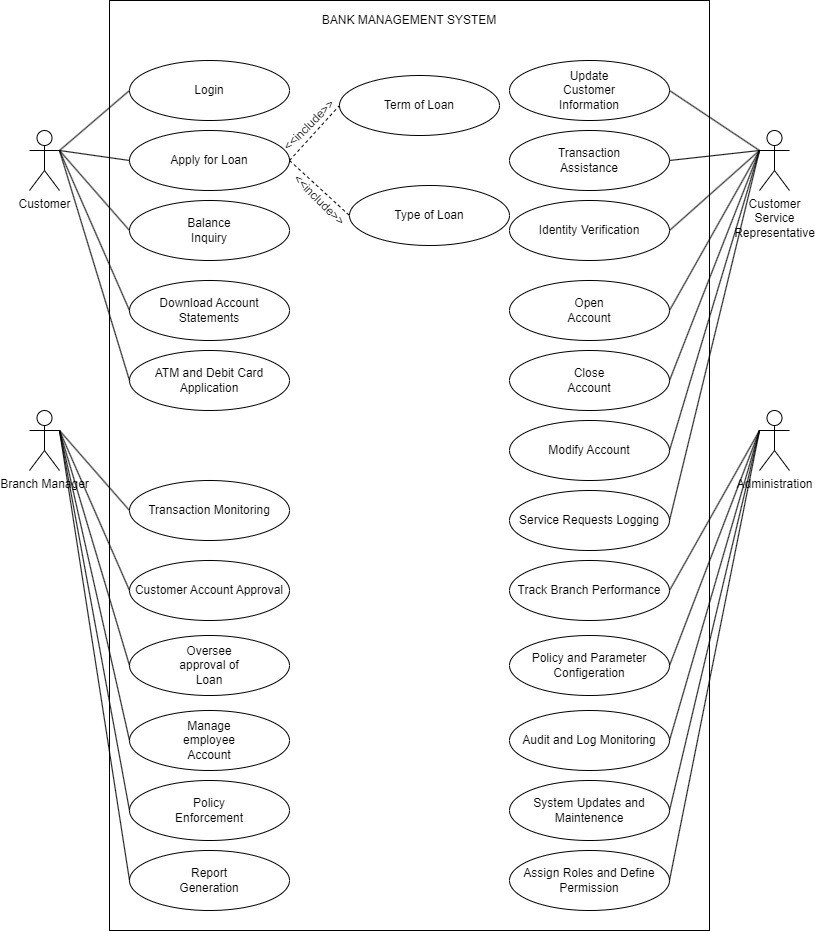 BANK MANAGEMENT SYSTEM
Login
Term of Loan
Update
Customer
Information
<<include>>
Apply for Loan
Transaction
Assistance
Customer
<<include>>
Customer
Service
Representative
Balance
Inquiry
Type of Loan
Identity Verification
Download Account
Statements
Open
Account
ATM and Debit Card
Application
Close
Account
Modify Account
Branch Manager
Administration
Transaction Monitoring
Service Requests Logging
Customer Account Approval
Track Branch Performance
Oversee
approval of
Loan
Policy and Parameter
Configeration
Manage
employee
Account
Audit and Log Monitoring
Policy
Enforcement
System Updates and
Maintenence
Report
Generation
Assign Roles and Define
Permission